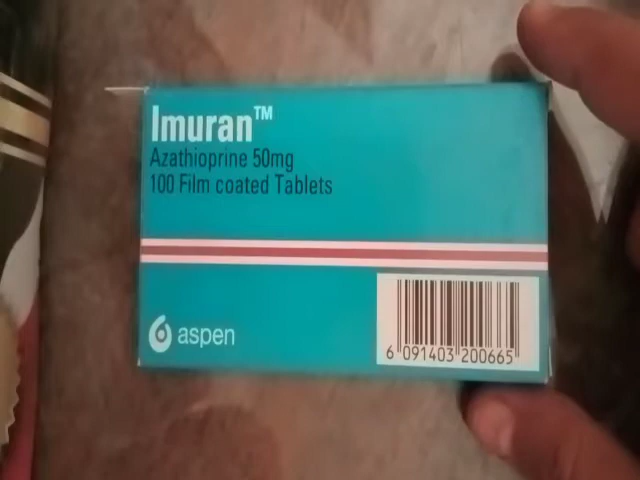 Imuran™
Azathioprine 50mg
100 Film coated Tablets
aspen
6 091403 200665